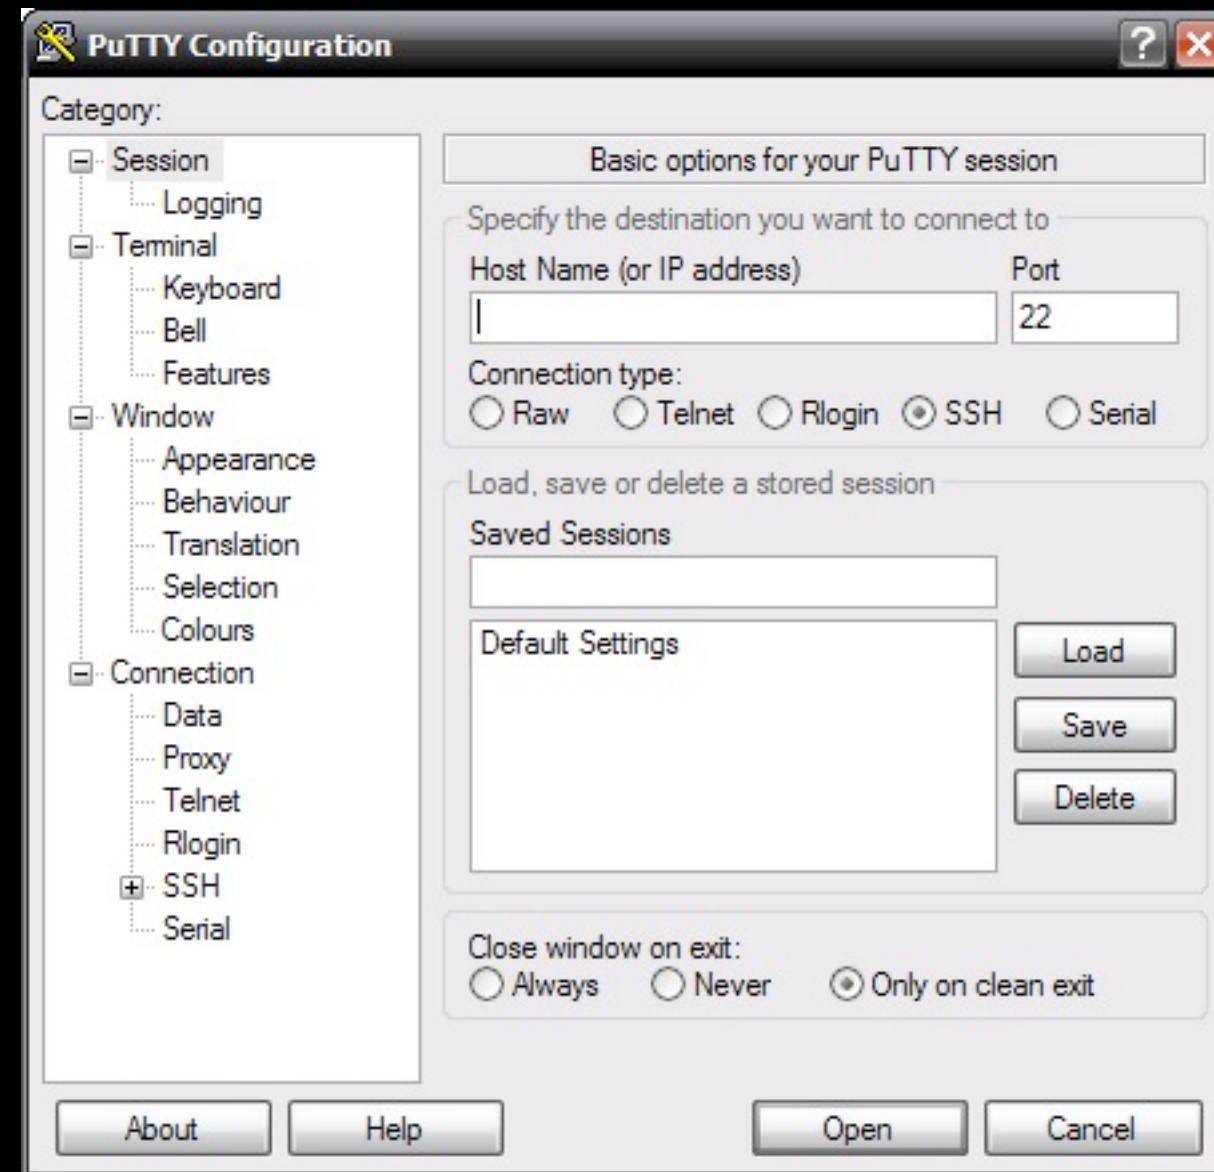 PuTTY Configuration
?
Category:
Session
Logging
Terminal
Keyboard
Bell
Features
Window
Appearance
Behaviour
Translation
Selection
Colours
Connection
Data
Proxy
Telnet
Rlogin
SSH
Serial
Basic options for your PuTTY session
Specify the destination you want to connect to
Host Name (or IP address) Port
22
Connection type:
Raw Telnet Rlogin SSH Serial
Load, save or delete a stored session
Saved Sessions
Default Settings
Load
Save
Delete
Close window on exit:
Always Never Only on clean exit
About Help Open Cancel